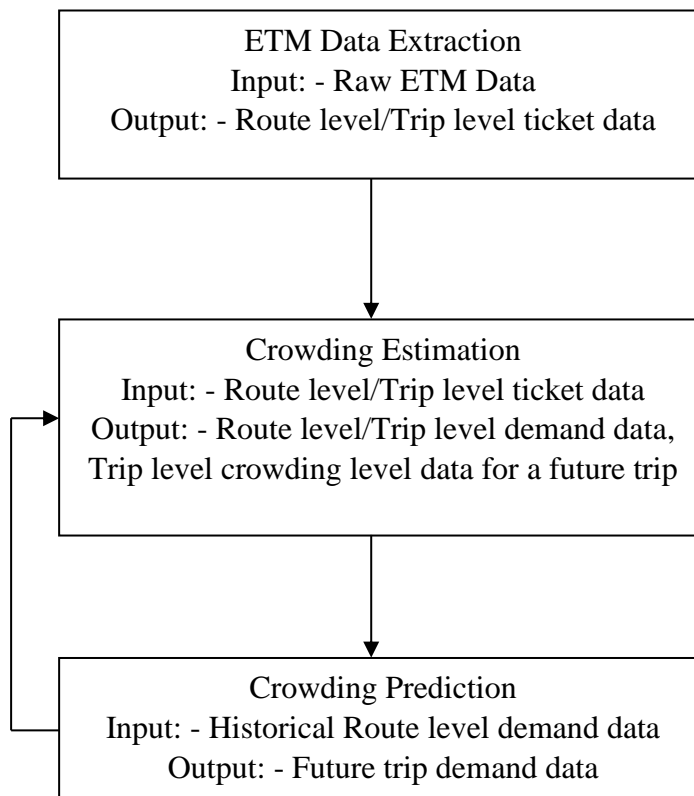 ETM Data Extraction
Input: - Raw ETM Data
Output: - Route level/Trip level ticket data
Crowding Estimation
Input: - Route level/Trip level ticket data
Output: - Route level/Trip level demand data,
Trip level crowding level data for a future trip
Crowding Prediction
Input: - Historical Route level demand data
Output: - Future trip demand data